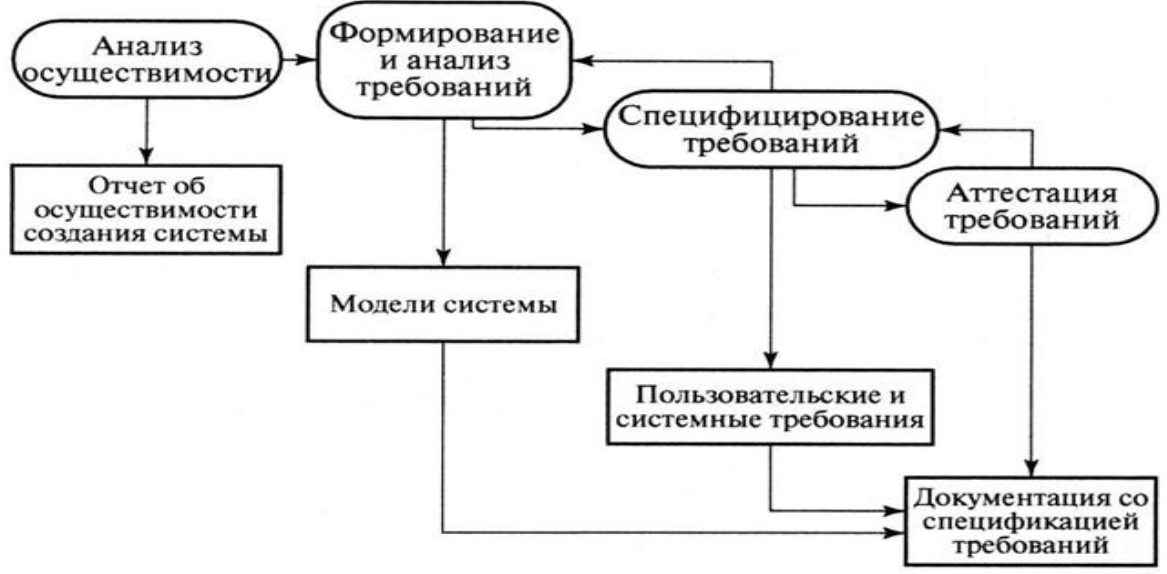 Анализ
осуществимости
Формирование
и анализ
требований
Специфицирование
требований
Аттестация
требований
Отчет об
осуществимости
создания системы
Модели системы
Пользовательские и
системные требования
Документация со
спецификацией
требований